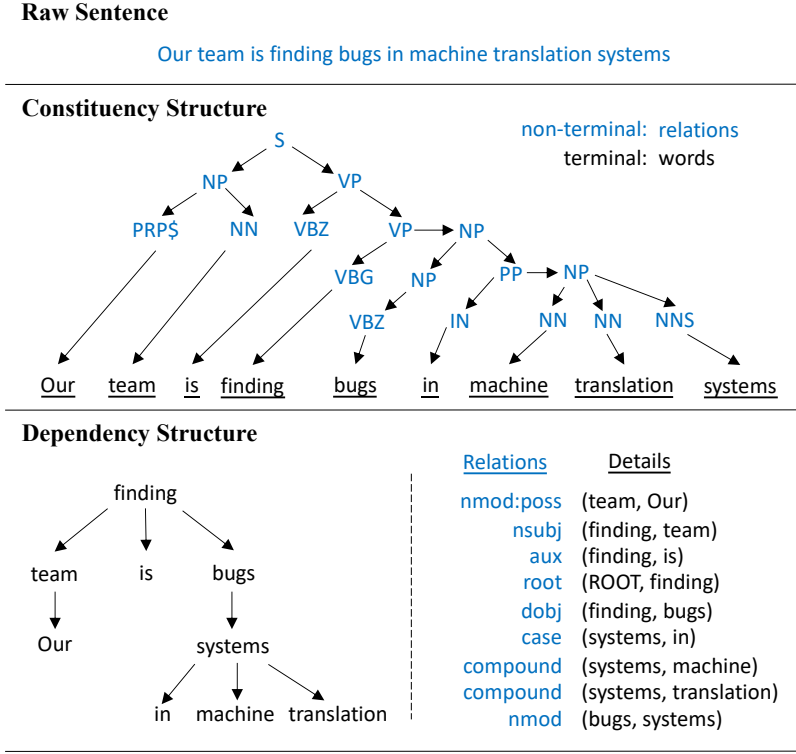 Raw Sentence
Our team is finding bugs in machine translation systems
Constituency Structure
non-terminal: relations
terminal: words
S
NP VP
PRP$ NN VBZ VP NP
VBG NP PP NP
VBZ IN NN NN NNS
Our team is finding bugs in machine translation systems
Dependency Structure
finding
team is bugs
Our systems
in machine translation
Relations Details
nmod:poss (team, Our)
nsubj (finding, team)
aux (finding, is)
root (ROOT, finding)
dobj (finding, bugs)
case (systems, in)
compound (systems, machine)
compound (systems, translation)
nmod (bugs, systems)